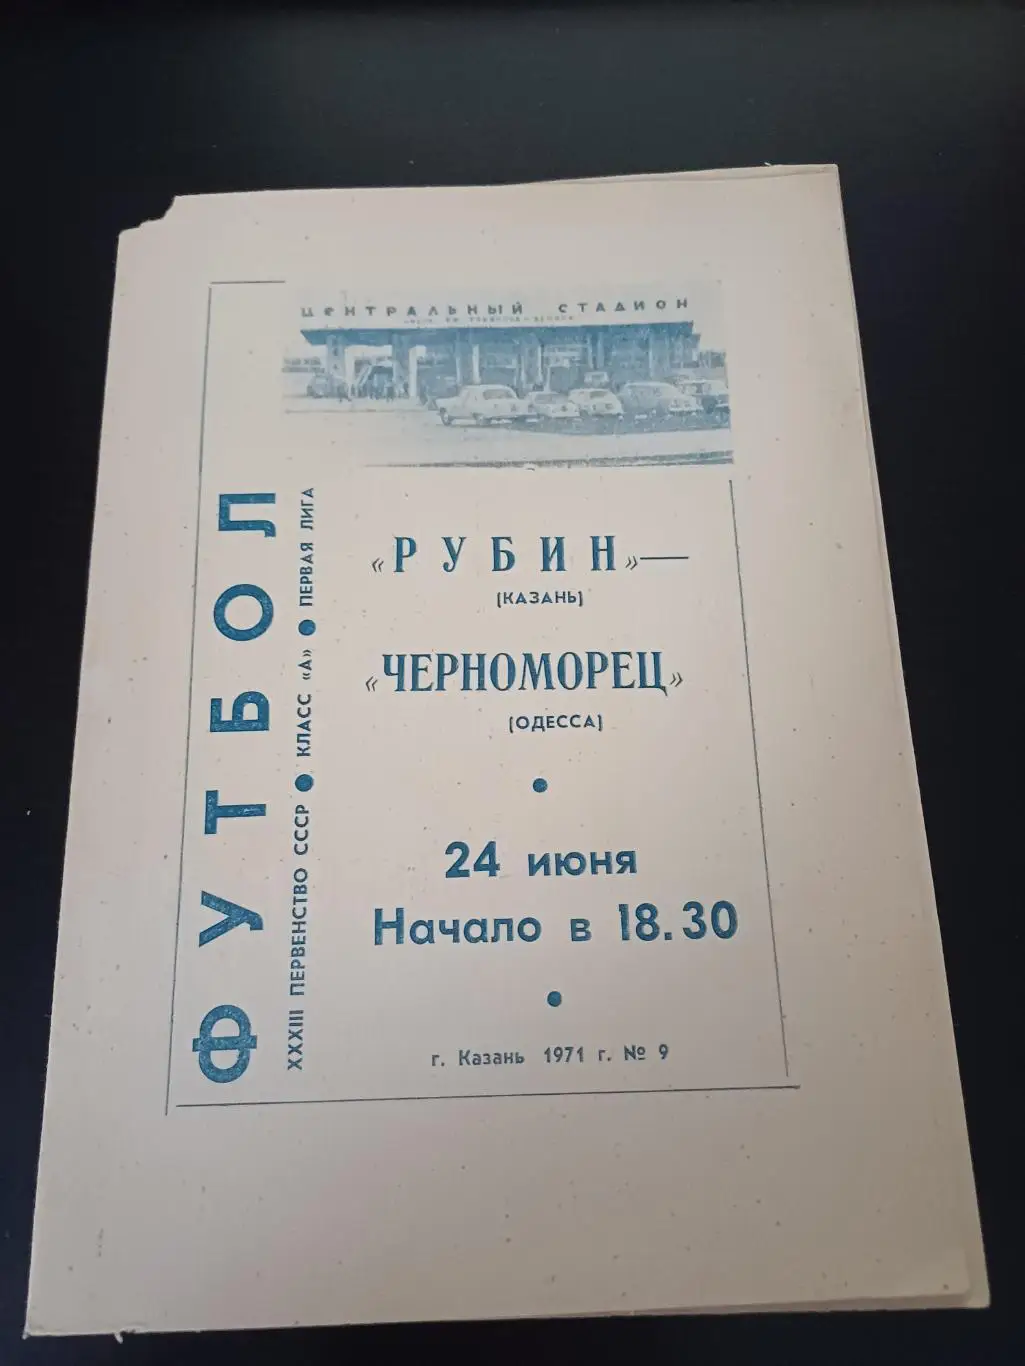 ЦЕНТРАЛЬНЫЙ СТАДИОН
ФУТБОЛ
XXXIII ПЕРВЕНСТВО СССР ● КЛАСС «А» ● ПЕРВАЯ ЛИГА
«РУБИН»—
(КАЗАНЬ)
«ЧЕРНОМОРЕЦ»
(ОДЕССА)
24 июня
Начало в 18.30
г. Казань 1971 г. № 9